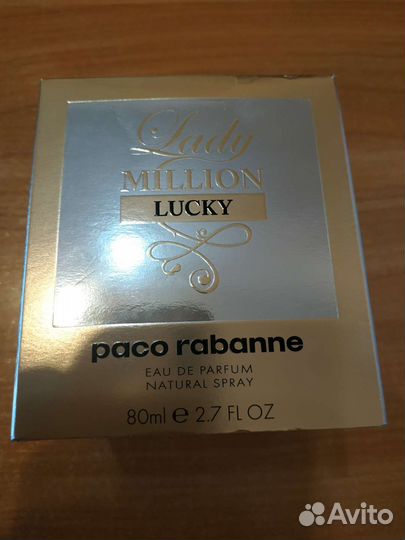 Lady
MILLION
LUCKY
paco rabanne
EAU DE PARFUM
NATURAL SPRAY
80ml e 2.7 FL OZ
Avito